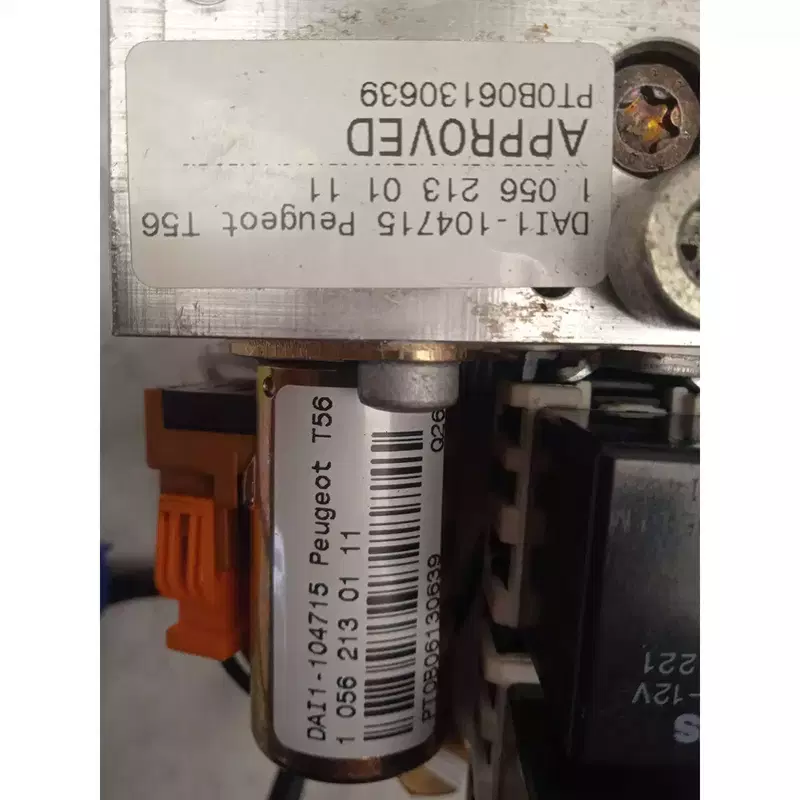 DAI1-104715 Peugeot T56
1 056 213 01 11
APPROVED
PT0B06130639
DAI1-104715 Peugeot T56
1 056 213 01 11
PT0B06130639
026
-12V
221
S